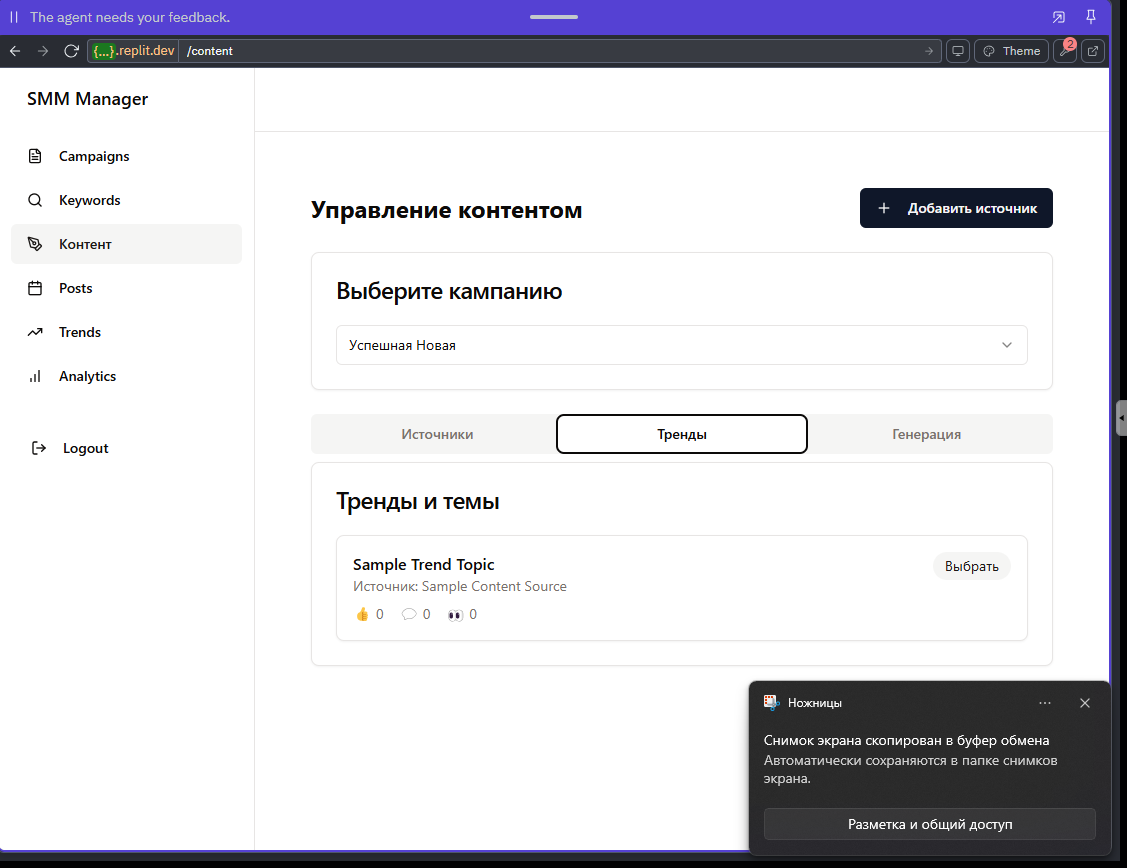 The agent needs your feedback.
{...}.replit.dev /content
Theme
2
SMM Manager
Campaigns
Keywords
Контент
Posts
Trends
Analytics
Logout
Управление контентом
+ Добавить источник
Выберите кампанию
Успешная Новая
Источники
Тренды
Генерация
Тренды и темы
Sample Trend Topic
Выбрать
Источник: Sample Content Source
👍 0 💬 0 👀 0
Ножницы
Снимок экрана скопирован в буфер обмена
Автоматически сохраняются в папке снимков
экрана.
Разметка и общий доступ